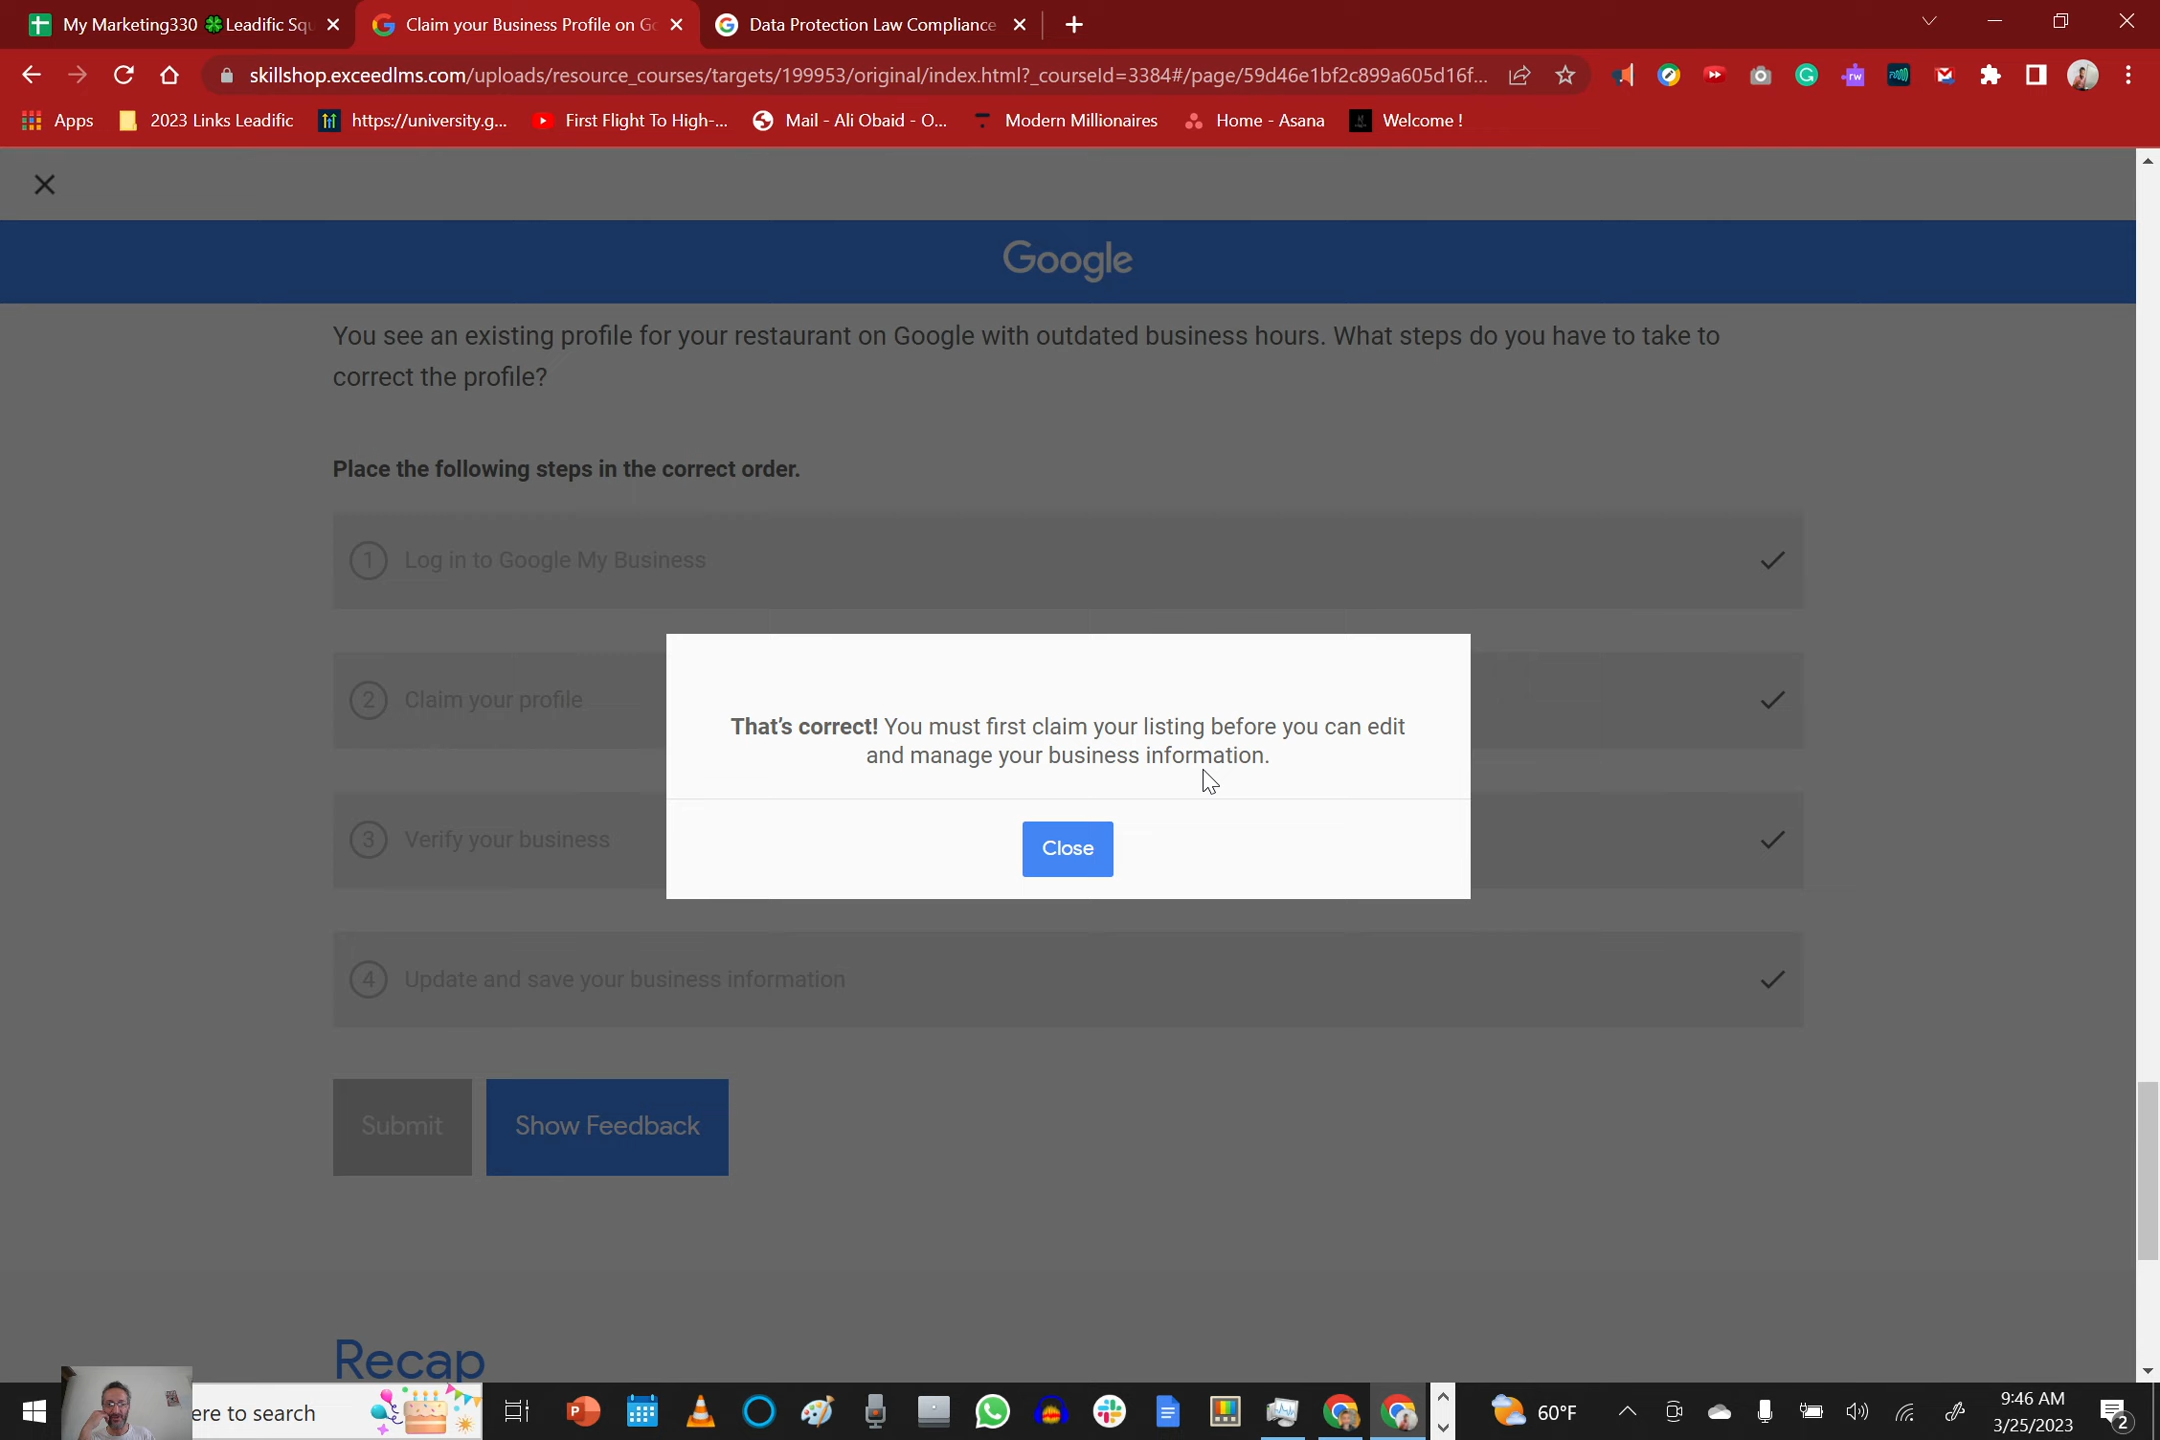 My Marketing330 🍀Leadific Squ
Claim your Business Profile on Go
Data Protection Law Compliance
skillshop.exceedlms.com/uploads/resource_courses/targets/199953/original/index.html?_courseId=3384#/page/59d46e1bf2c899a605d16f...
Apps
2023 Links Leadific
https://university.g...
First Flight To High-...
Mail - Ali Obaid - O...
Modern Millionaires
Home - Asana
Welcome !
Google
You see an existing profile for your restaurant on Google with outdated business hours. What steps do you have to take to
correct the profile?
Place the following steps in the correct order.
1 Log in to Google My Business
2 Claim your profile
3 Verify your business
4 Update and save your business information
That's correct! You must first claim your listing before you can edit
and manage your business information.
Close
Submit
Show Feedback
Recap
ere to search
60°F
9:46 AM
3/25/2023
2